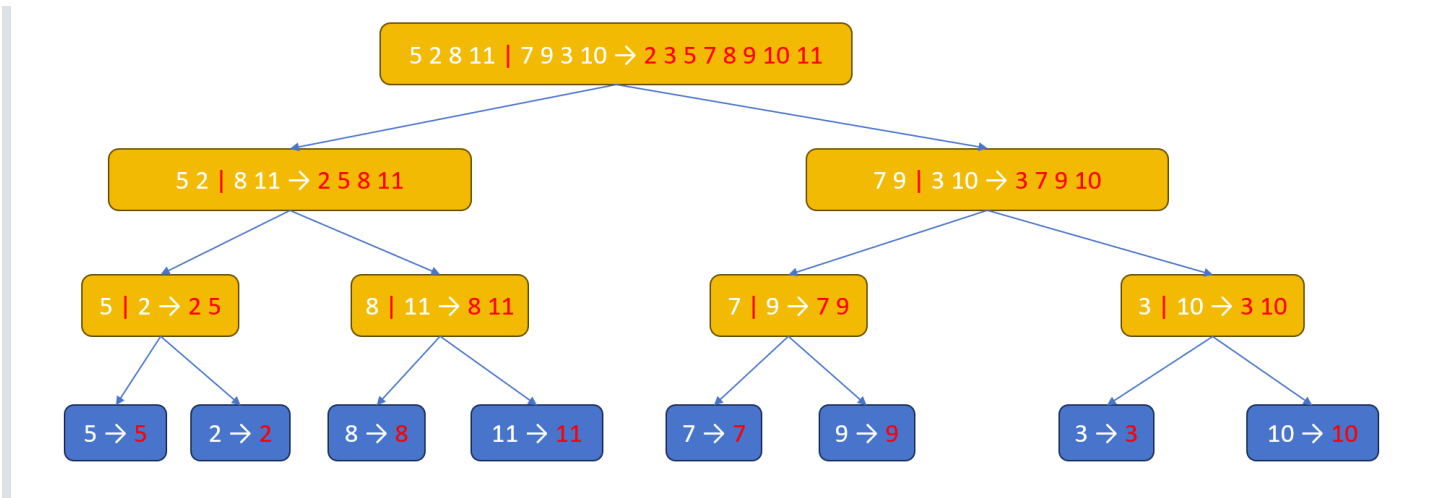 5 2 8 11 | 7 9 3 10 → 2 3 5 7 8 9 10 11
5 2 | 8 11 → 2 5 8 11
7 9 | 3 10 → 3 7 9 10
5 | 2 → 2 5
8 | 11 → 8 11
7 | 9 → 7 9
3 | 10 → 3 10
5 → 5
2 → 2
8 → 8
11 → 11
7 → 7
9 → 9
3 → 3
10 → 10